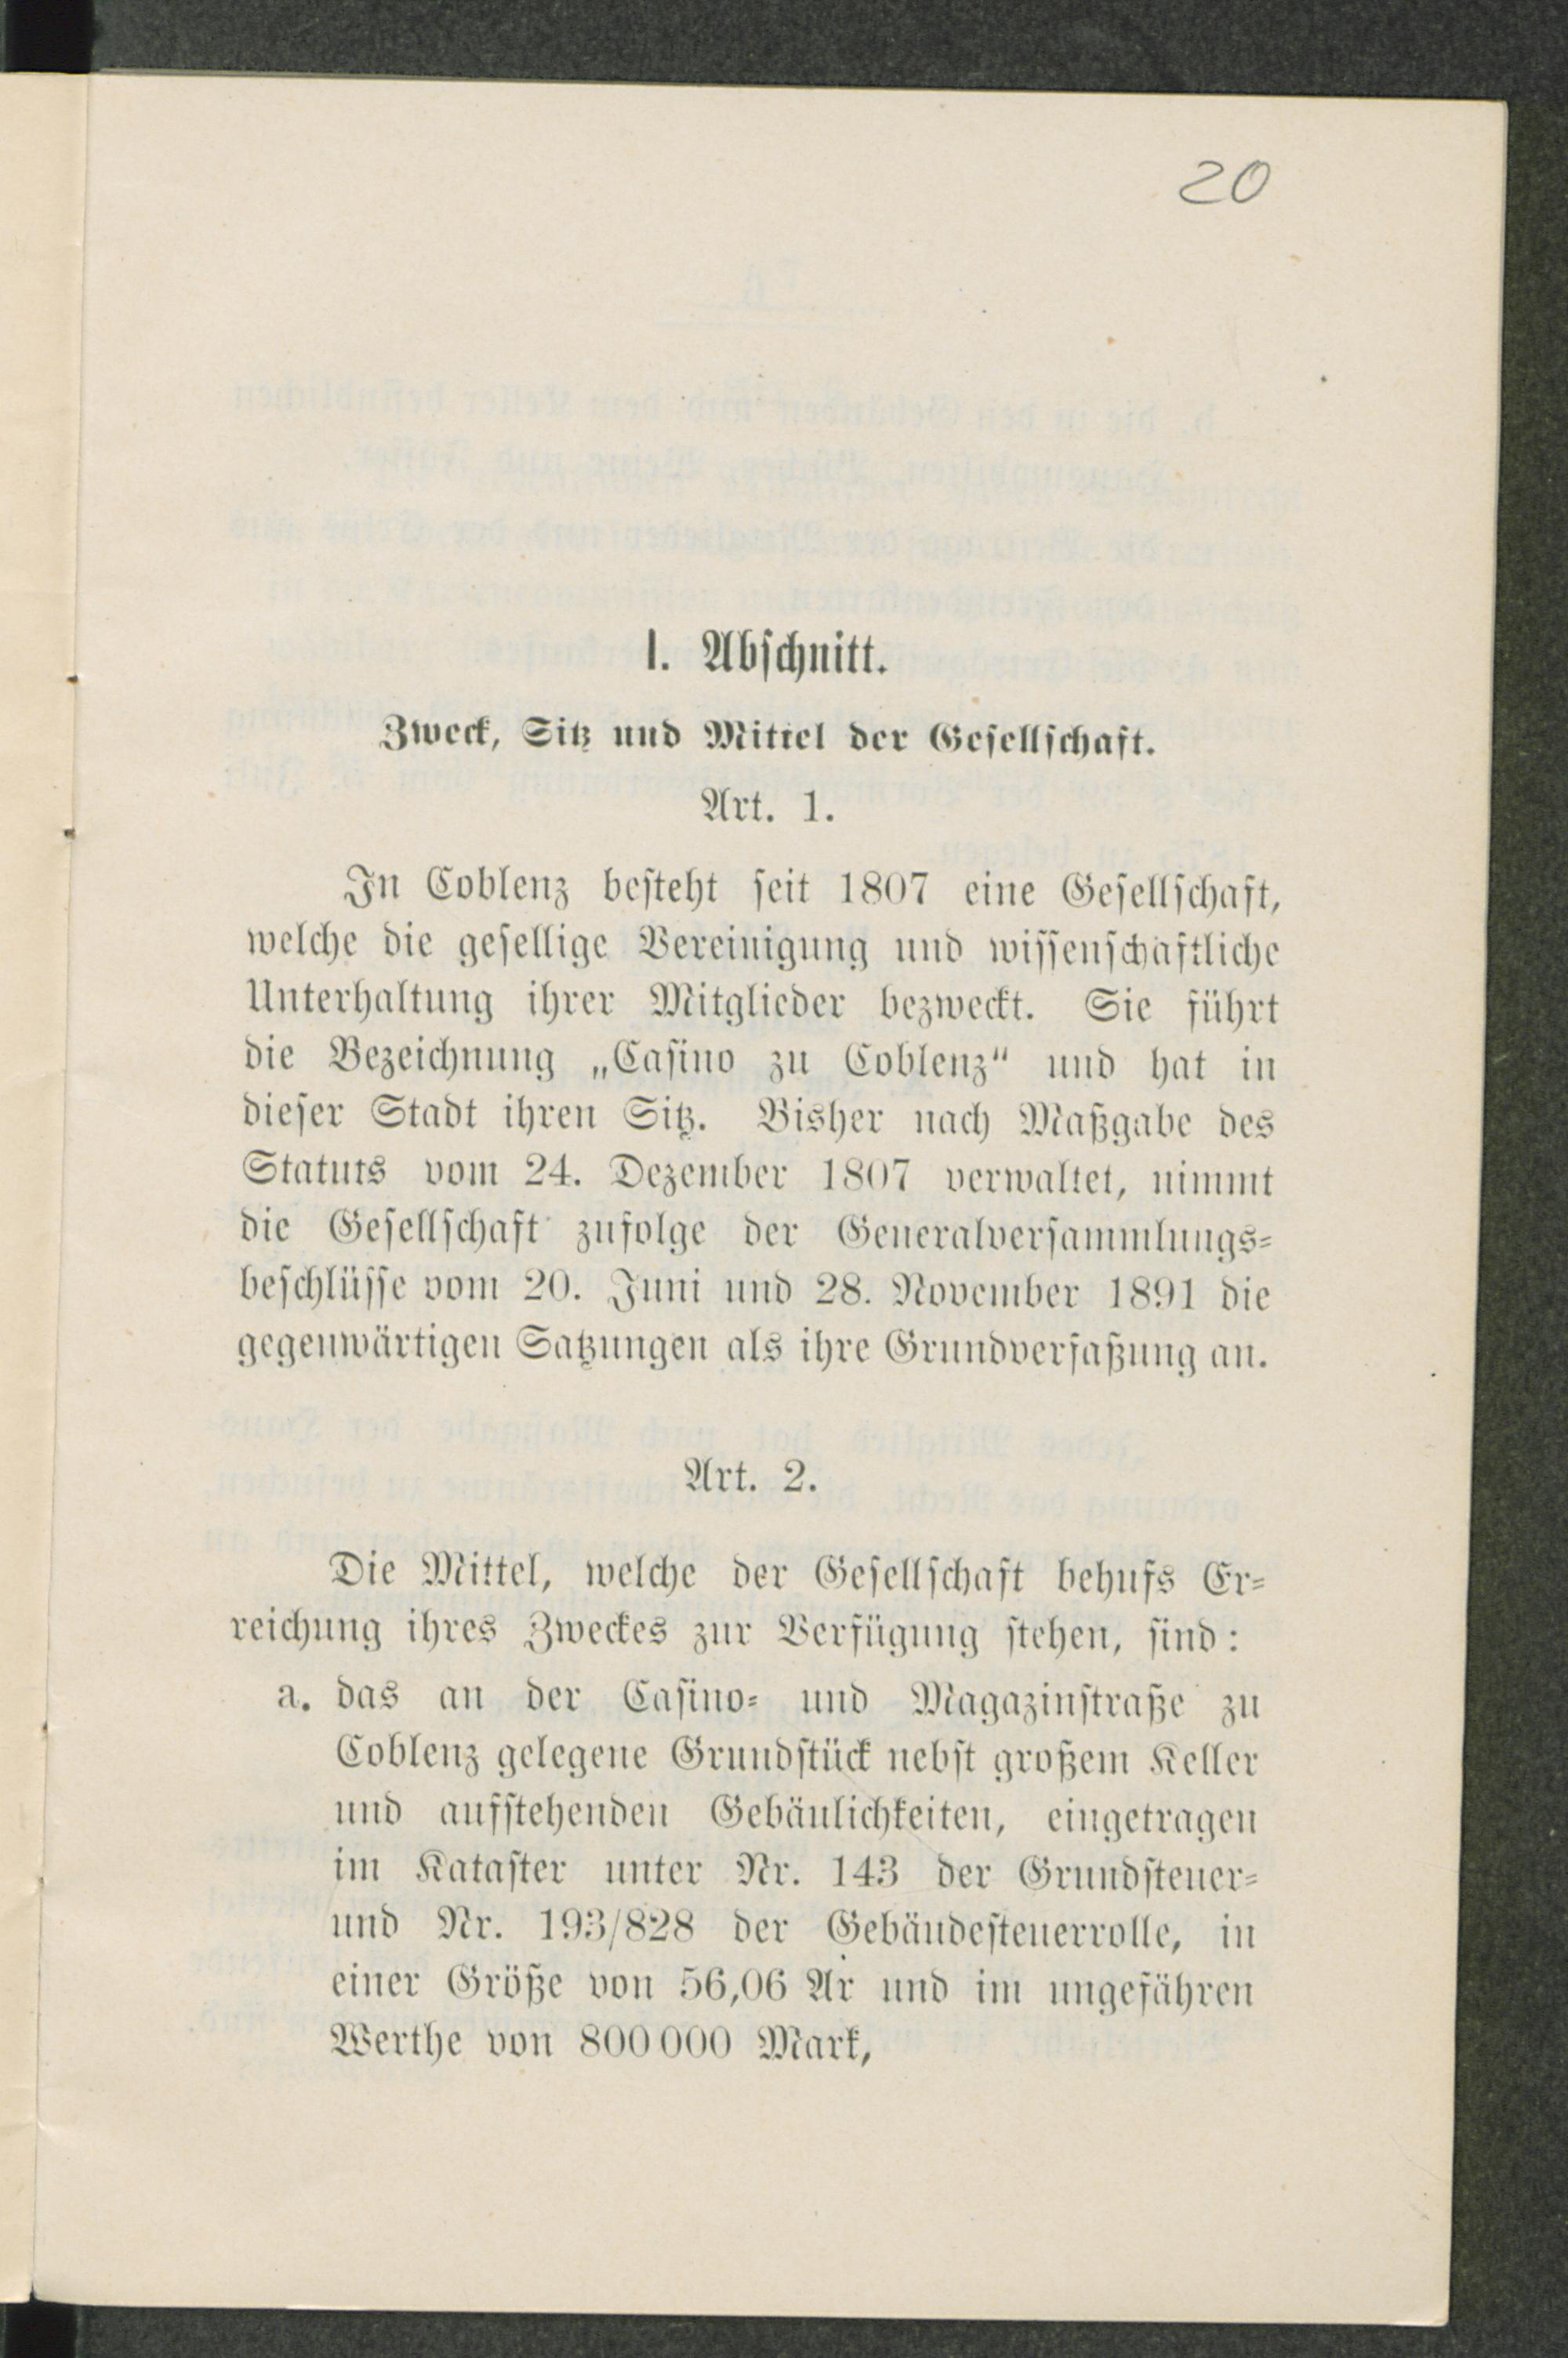 20
I. Abschnitt.
Zweck, Sitz und Mittel der Gesellschaft.
Art. 1.
In Coblenz besteht seit 1807 eine Gesellschaft,
welche die gesellige Vereinigung und wissenschaftliche
Unterhaltung ihrer Mitglieder bezweckt. Sie führt
die Bezeichnung „Casino zu Coblenz“ und hat in
dieser Stadt ihren Sitz. Bisher nach Maßgabe des
Statuts vom 24. Dezember 1807 verwaltet, nimmt
die Gesellschaft zufolge der Generalversammlungs-
beschlüsse vom 20. Juni und 28. November 1891 die
gegenwärtigen Satzungen als ihre Grundverfaßung an.
Art. 2.
Die Mittel, welche der Gesellschaft behufs Er-
reichung ihres Zweckes zur Verfügung stehen, sind:
a. das an der Casino- und Magazinstraße zu
Coblenz gelegene Grundstück nebst großem Keller
und aufstehenden Gebäulichkeiten, eingetragen
im Kataster unter Nr. 143 der Grundsteuer-
und Nr. 193/828 der Gebäudesteuerrolle, in
einer Größe von 56,06 Ar und im ungefähren
Werthe von 800 000 Mark,